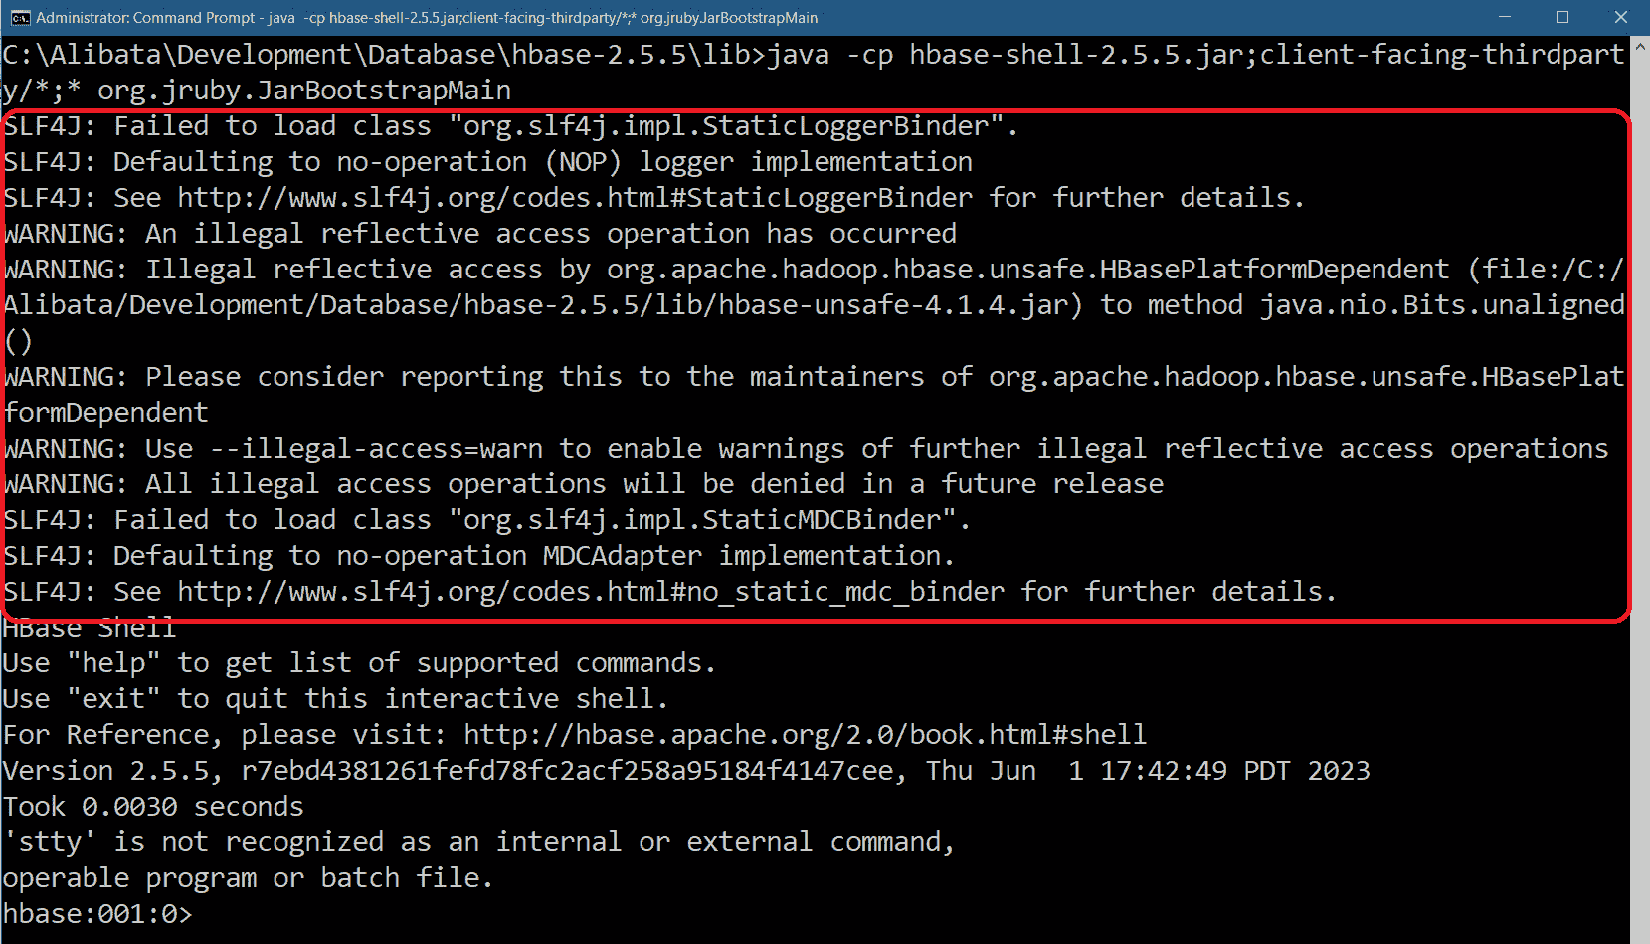 Administrator: Command Prompt - java  -cp hbase-shell-2.5.5.jar;client-facing-thirdparty/*;* org.jruby.JarBootstrapMain
C:\Alibata\Development\Database\hbase-2.5.5\lib>java -cp hbase-shell-2.5.5.jar;client-facing-thirdpart
y/*;* org.jruby.JarBootstrapMain
SLF4J: Failed to load class "org.slf4j.impl.StaticLoggerBinder".
SLF4J: Defaulting to no-operation (NOP) logger implementation
SLF4J: See http://www.slf4j.org/codes.html#StaticLoggerBinder for further details.
WARNING: An illegal reflective access operation has occurred
WARNING: Illegal reflective access by org.apache.hadoop.hbase.unsafe.HBasePlatformDependent (file:/C:/
Alibata/Development/Database/hbase-2.5.5/lib/hbase-unsafe-4.1.4.jar) to method java.nio.Bits.unaligned
()
WARNING: Please consider reporting this to the maintainers of org.apache.hadoop.hbase.unsafe.HBasePlat
formDependent
WARNING: Use --illegal-access=warn to enable warnings of further illegal reflective access operations
WARNING: All illegal access operations will be denied in a future release
SLF4J: Failed to load class "org.slf4j.impl.StaticMDCBinder".
SLF4J: Defaulting to no-operation MDCAdapter implementation.
SLF4J: See http://www.slf4j.org/codes.html#no_static_mdc_binder for further details.
HBase Shell
Use "help" to get list of supported commands.
Use "exit" to quit this interactive shell.
For Reference, please visit: http://hbase.apache.org/2.0/book.html#shell
Version 2.5.5, r7ebd4381261fefd78fc2acf258a95184f4147cee, Thu Jun  1 17:42:49 PDT 2023
Took 0.0030 seconds
'stty' is not recognized as an internal or external command,
operable program or batch file.
hbase:001:0>